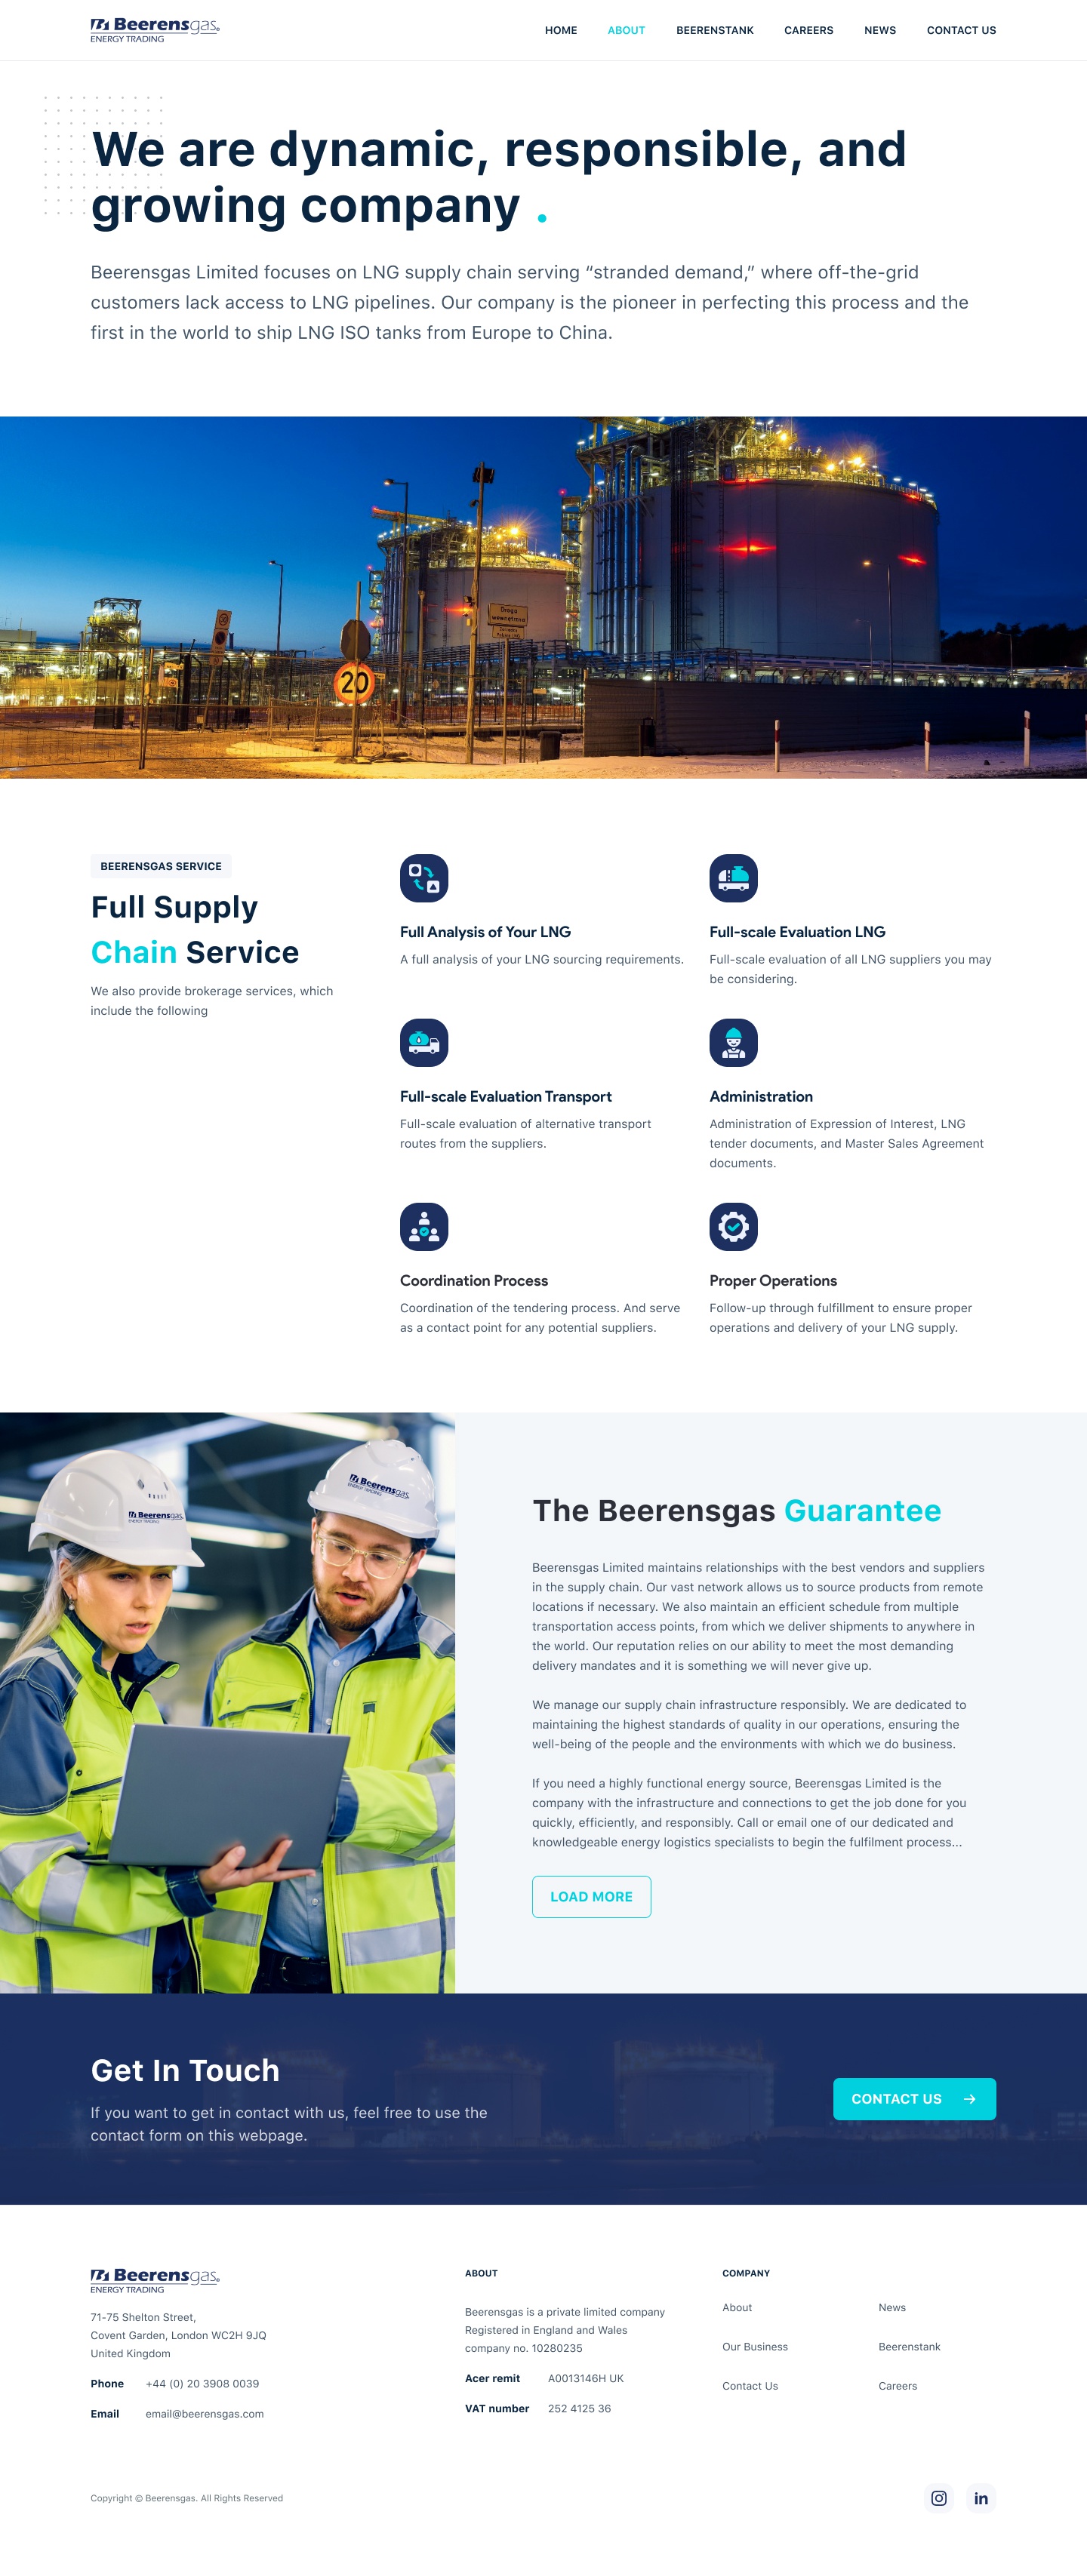 Beerensgas
ENERGY TRADING
HOME ABOUT BEERENSTANK CAREERS NEWS CONTACT US
We are dynamic, responsible, and
growing company .
Beerensgas Limited focuses on LNG supply chain serving “stranded demand,” where off-the-grid
customers lack access to LNG pipelines. Our company is the pioneer in perfecting this process and the
first in the world to ship LNG ISO tanks from Europe to China.
Droga
wewnętrzna
20
BEERENSGAS SERVICE
Full Supply
Chain Service
We also provide brokerage services, which
include the following
Full Analysis of Your LNG
A full analysis of your LNG sourcing requirements.
Full-scale Evaluation LNG
Full-scale evaluation of all LNG suppliers you may
be considering.
Full-scale Evaluation Transport
Full-scale evaluation of alternative transport
routes from the suppliers.
Administration
Administration of Expression of Interest, LNG
tender documents, and Master Sales Agreement
documents.
Coordination Process
Coordination of the tendering process. And serve
as a contact point for any potential suppliers.
Proper Operations
Follow-up through fulfillment to ensure proper
operations and delivery of your LNG supply.
Beerensgas
ENERGY TRADING
Beerensgas
ENERGY TRADING
The Beerensgas Guarantee
Beerensgas Limited maintains relationships with the best vendors and suppliers
in the supply chain. Our vast network allows us to source products from remote
locations if necessary. We also maintain an efficient schedule from multiple
transportation access points, from which we deliver shipments to anywhere in
the world. Our reputation relies on our ability to meet the most demanding
delivery mandates and it is something we will never give up.
We manage our supply chain infrastructure responsibly. We are dedicated to
maintaining the highest standards of quality in our operations, ensuring the
well-being of the people and the environments with which we do business.
If you need a highly functional energy source, Beerensgas Limited is the
company with the infrastructure and connections to get the job done for you
quickly, efficiently, and responsibly. Call or email one of our dedicated and
knowledgeable energy logistics specialists to begin the fulfilment process...
LOAD MORE
Get In Touch
If you want to get in contact with us, feel free to use the
contact form on this webpage.
CONTACT US
Beerensgas
ENERGY TRADING
71-75 Shelton Street,
Covent Garden, London WC2H 9JQ
United Kingdom
Phone +44 (0) 20 3908 0039
Email email@beerensgas.com
ABOUT
Beerensgas is a private limited company
Registered in England and Wales
company no. 10280235
Acer remit A0013146H UK
VAT number 252 4125 36
COMPANY
About News
Our Business Beerenstank
Contact Us Careers
Copyright © Beerensgas. All Rights Reserved
in